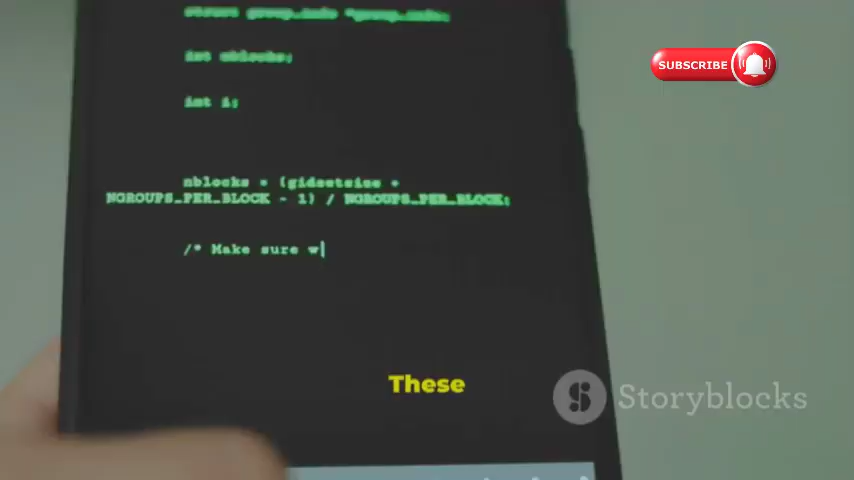 struct group_info *group_info;
int nblocks;
int i;
nblocks = (gidsetsize +
NGROUPS_PER_BLOCK - 1) / NGROUPS_PER_BLOCK;
/* Make sure w
SUBSCRIBE
These
Storyblocks